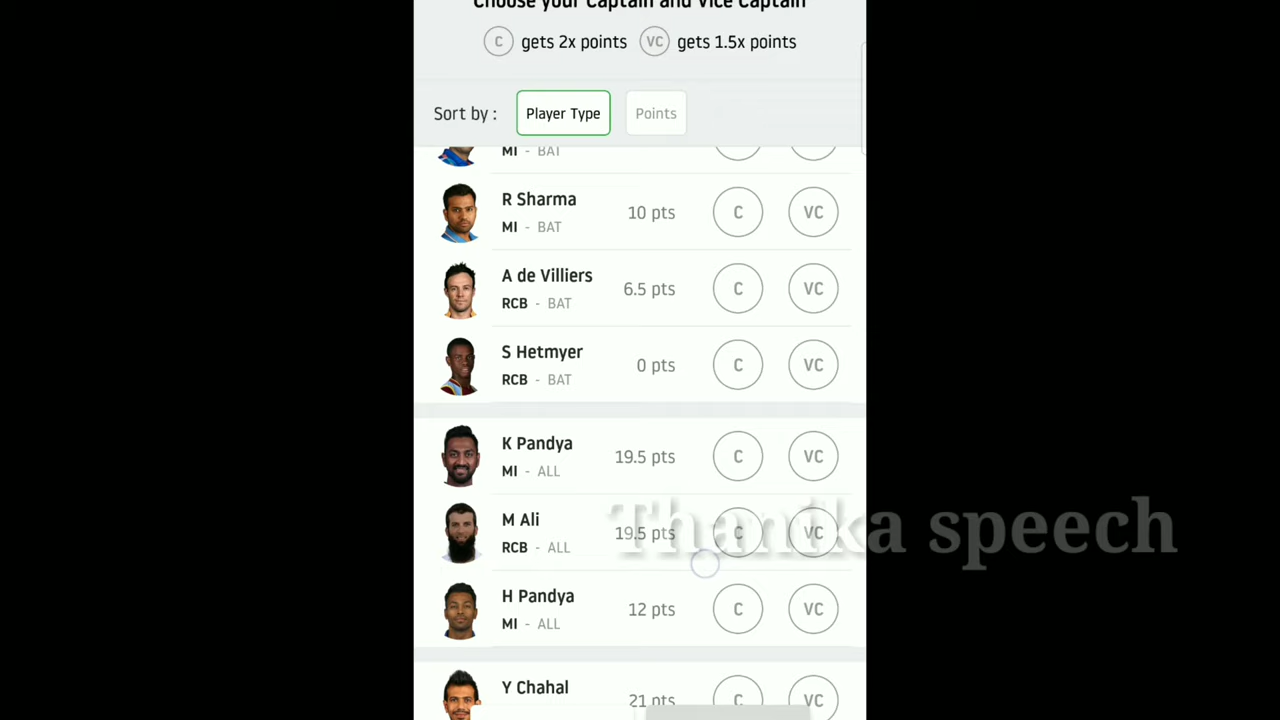 Choose your Captain and Vice Captain
C gets 2x points VC gets 1.5x points
Sort by : Player Type Points
MI - BAT
R Sharma
10 pts C VC
MI - BAT
A de Villiers
6.5 pts C VC
RCB - BAT
S Hetmyer
0 pts C VC
RCB - BAT
K Pandya
19.5 pts C VC
MI - ALL
M Ali
19.5 pts C VC
RCB - ALL
Thanika speech
H Pandya
12 pts C VC
MI - ALL
Y Chahal
21 pts C VC